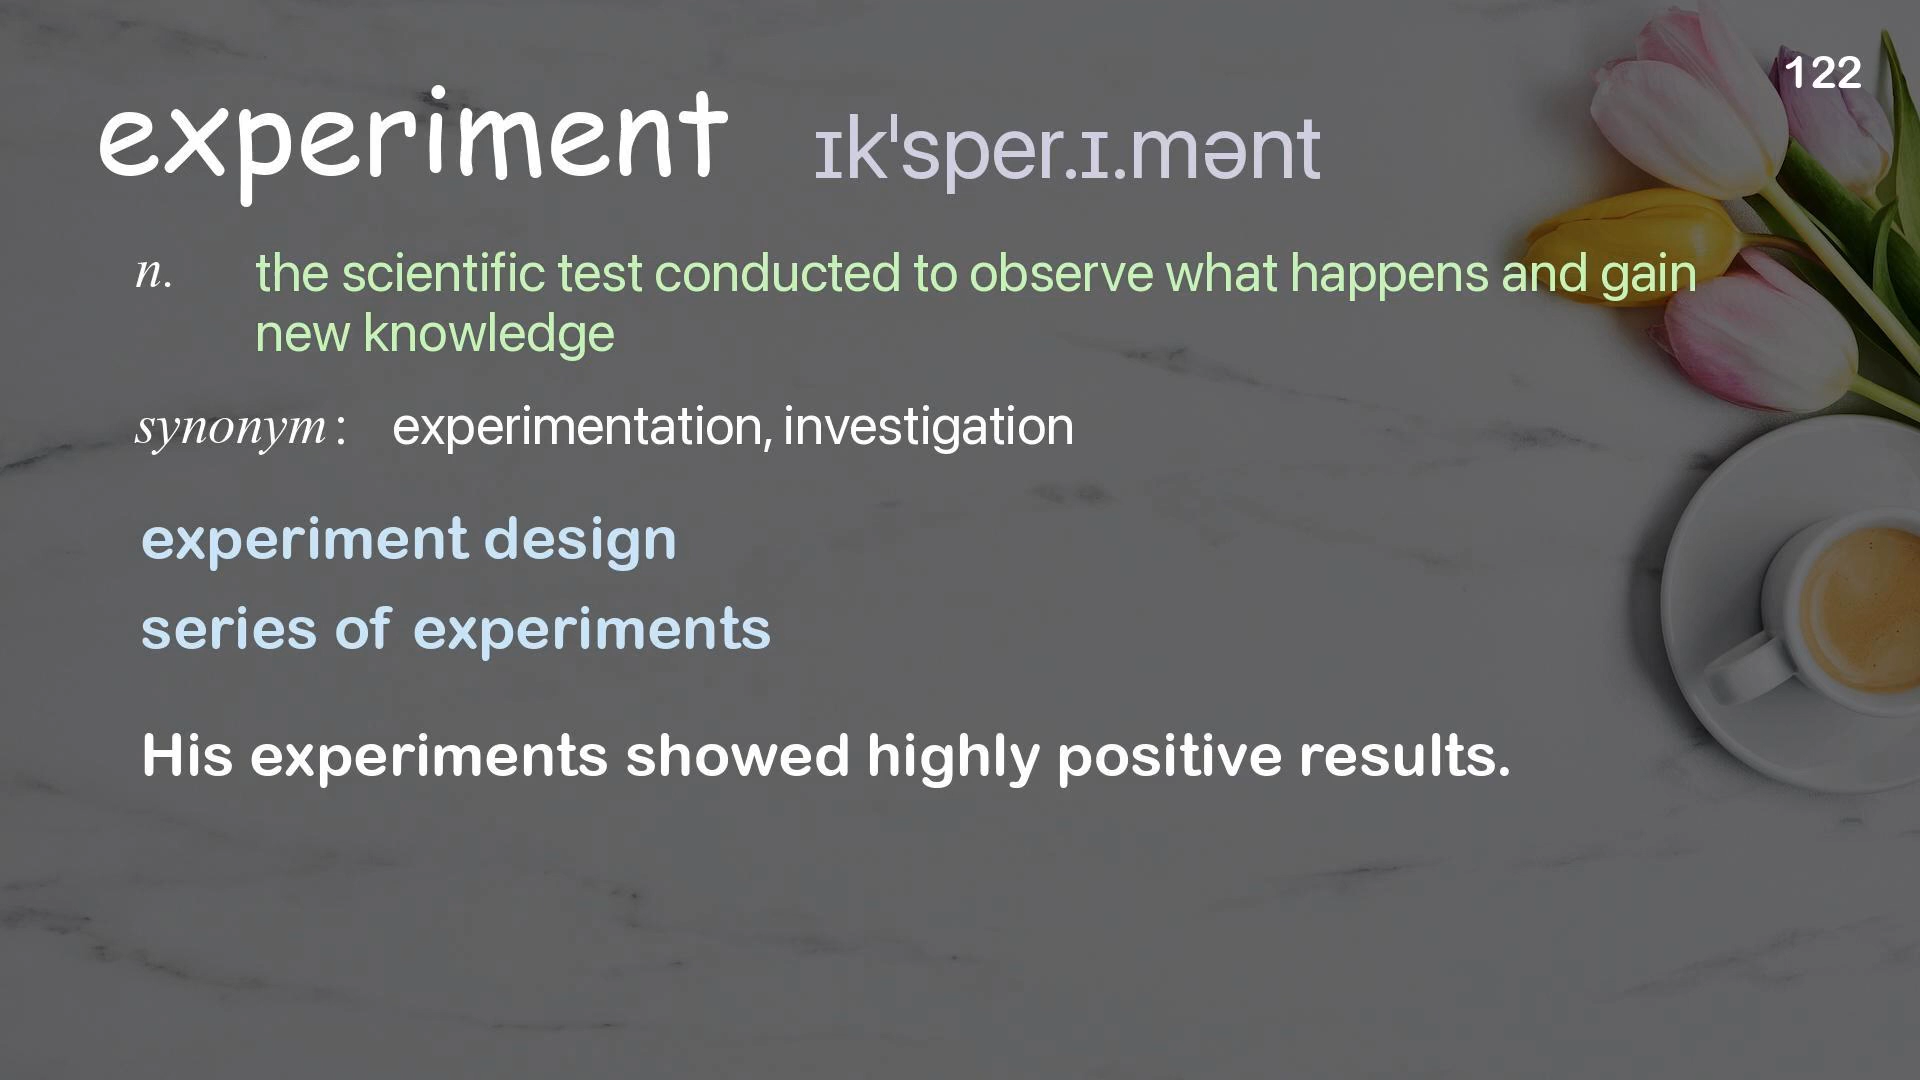 122
experiment ɪkˈsper.ɪ.mənt
n. the scientific test conducted to observe what happens and gain
new knowledge
synonym : experimentation, investigation
experiment design
series of experiments
His experiments showed highly positive results.